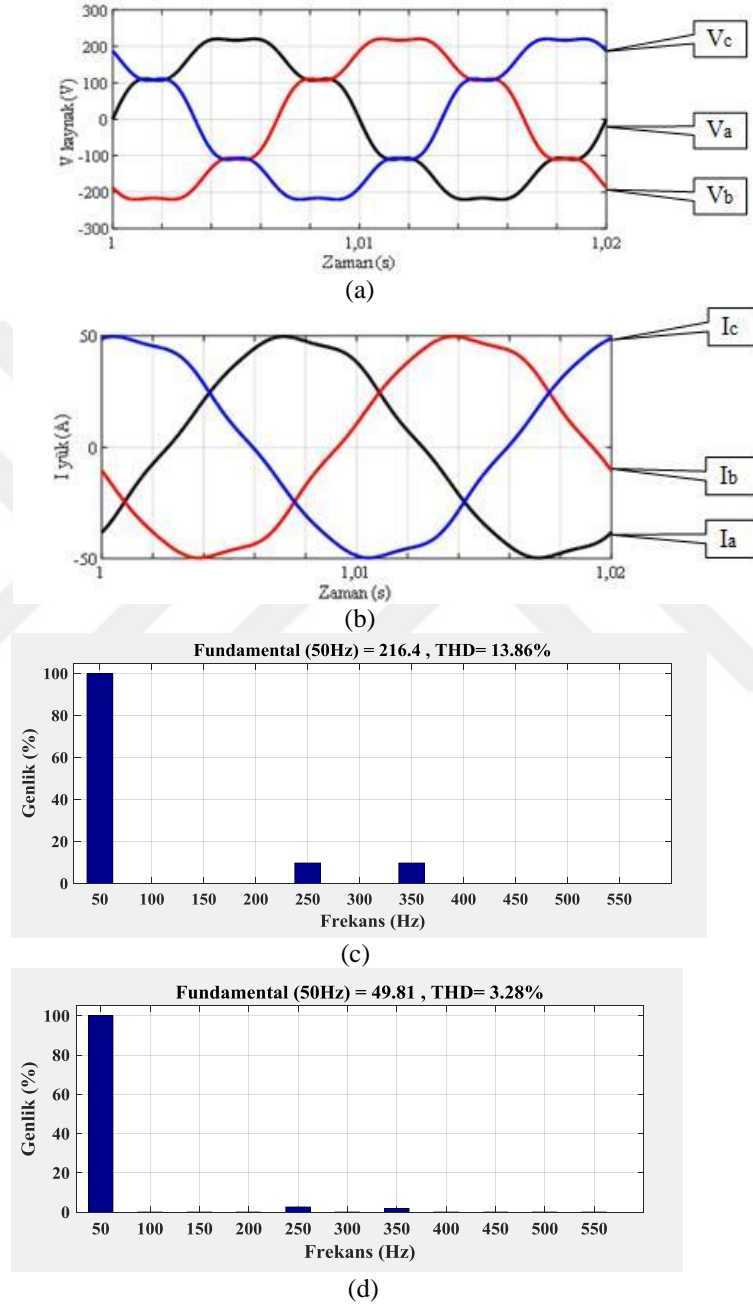 300
200
100
0
-100
-200
-300
V kaynak (V)
1
1,01
1,02
Zaman (s)
Vc
Va
Vb
(a)
50
0
-50
I yük (A)
1
1,01
1,02
Zaman (s)
Ic
Ib
Ia
(b)
Fundamental (50Hz) = 216.4 , THD= 13.86%
100
80
60
40
20
0
Genlik (%)
50 100 150 200 250 300 350 400 450 500 550
Frekans (Hz)
(c)
Fundamental (50Hz) = 49.81 , THD= 3.28%
100
80
60
40
20
0
Genlik (%)
50 100 150 200 250 300 350 400 450 500 550
Frekans (Hz)
(d)